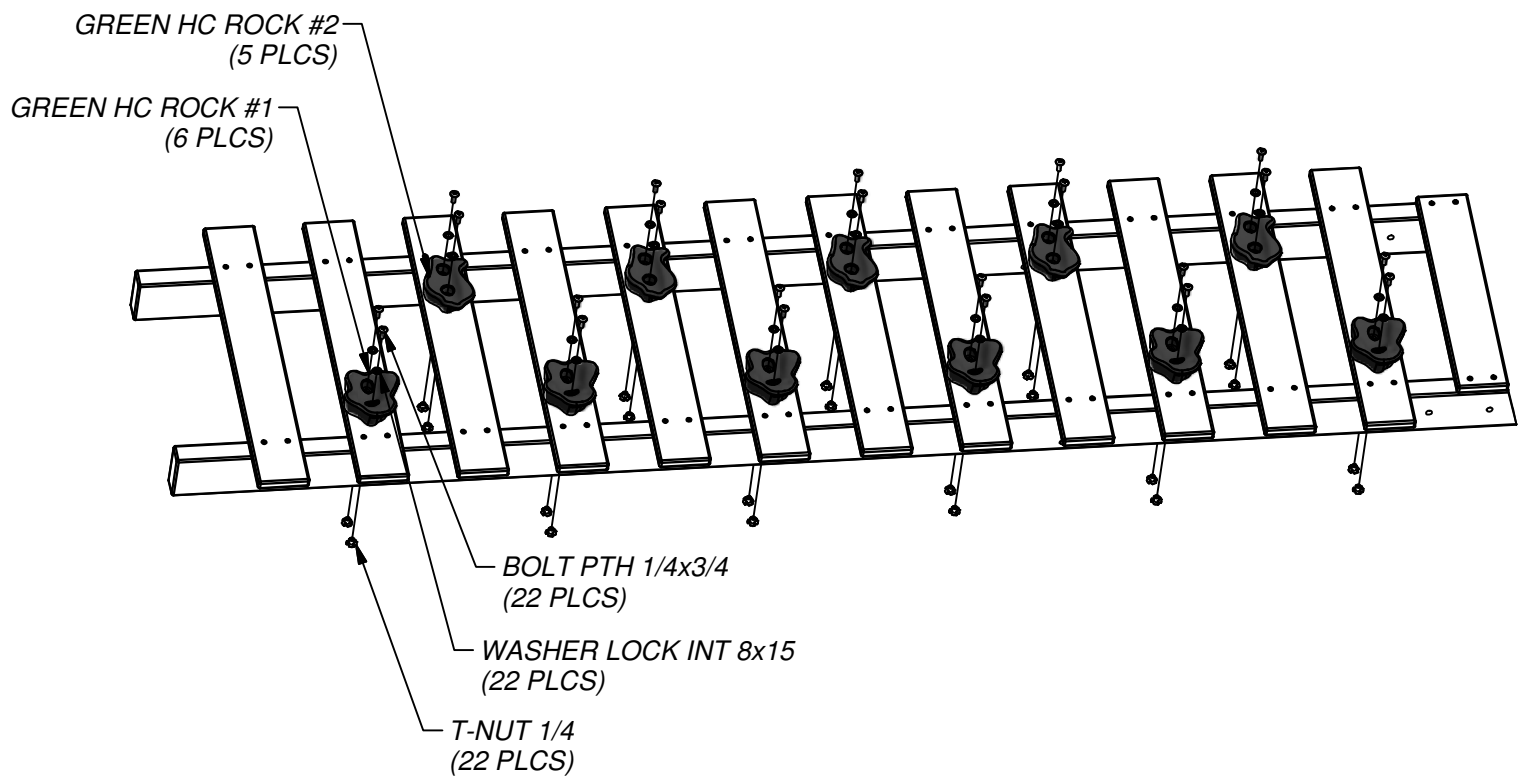 GREEN HC ROCK #2
(5 PLCS)
GREEN HC ROCK #1
(6 PLCS)
BOLT PTH 1/4x3/4
(22 PLCS)
WASHER LOCK INT 8x15
(22 PLCS)
T-NUT 1/4
(22 PLCS)